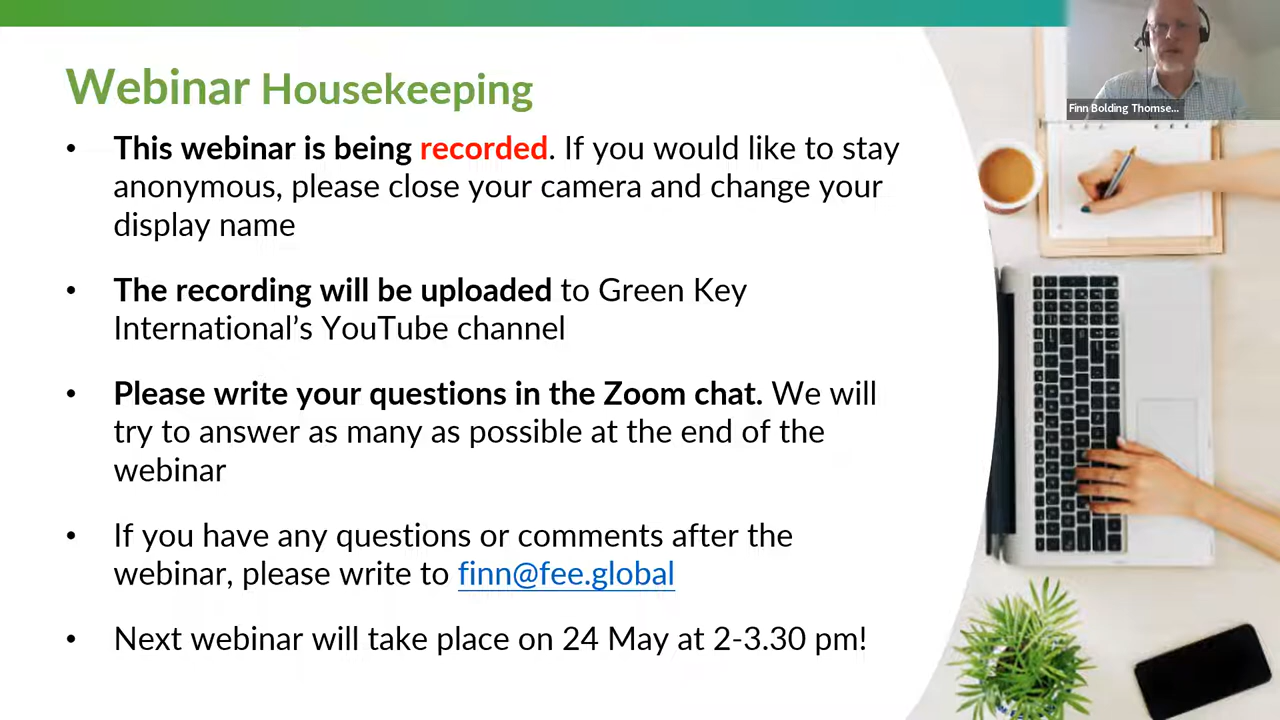 Webinar Housekeeping
• This webinar is being recorded. If you would like to stay
anonymous, please close your camera and change your
display name
• The recording will be uploaded to Green Key
International's YouTube channel
• Please write your questions in the Zoom chat. We will
try to answer as many as possible at the end of the
webinar
• If you have any questions or comments after the
webinar, please write to finn@fee.global
• Next webinar will take place on 24 May at 2-3.30 pm!
Finn Bolding Thomse...